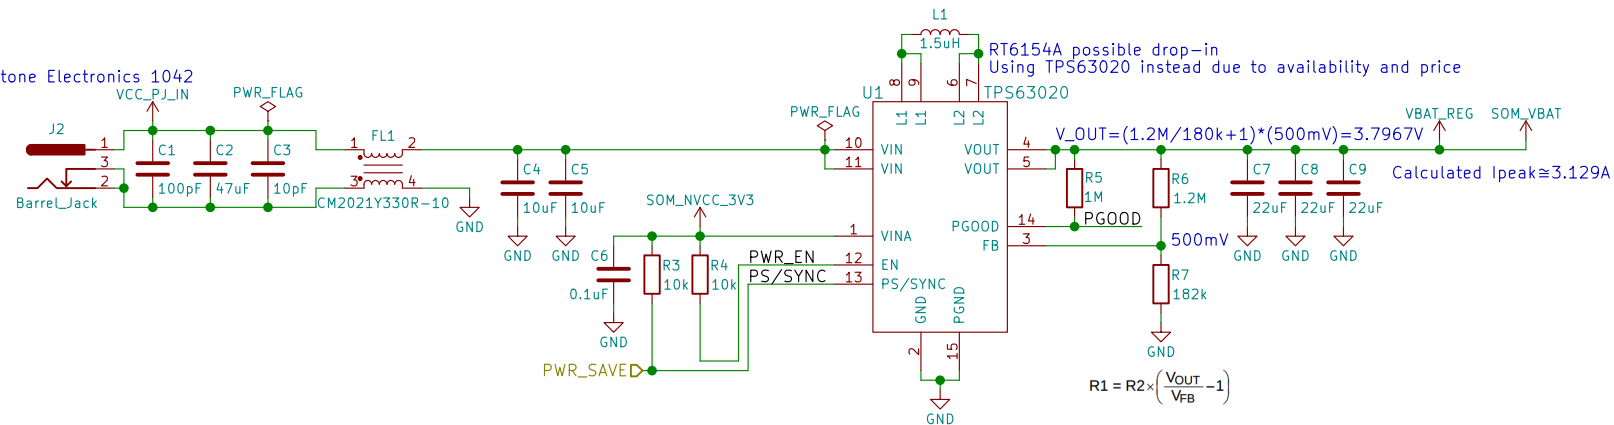 L1
1.5uH
RT6154A possible drop-in
Using TPS63020 instead due to availability and price
tone Electronics 1042
VCC_PJ_IN
PWR_FLAG
J2
1
3
2
Barrel_Jack
C1
100pF
C2
47uF
C3
10pF
FL1
1
2
3
4
CM2021Y330R-10
GND
C4
10uF
GND
C5
10uF
GND
SOM_NVCC_3V3
C6
0.1uF
GND
R3
10k
R4
10k
PWR_EN
PS/SYNC
PWR_SAVE
PWR_FLAG
U1
TPS63020
8
9
6
7
L1
L1
L2
L2
10
VIN
11
VIN
1
VINA
12
EN
13
PS/SYNC
GND
PGND
2
15
GND
VOUT
4
VOUT
5
PGOOD
14
FB
3
V_OUT=(1.2M/180k+1)*(500mV)=3.7967V
R5
1M
PGOOD
R6
1.2M
500mV
R7
182k
GND
C7
22uF
GND
C8
22uF
GND
C9
22uF
GND
VBAT_REG
SOM_VBAT
Calculated Ipeak≅3.129A
R1 = R2×(VOUT/VFB −1)